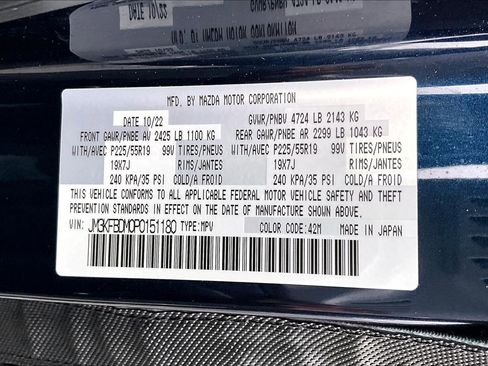 MFD. BY MAZDA MOTOR CORPORATION
DATE 10/22 GVWR/PNBV 4724 LB 2143 KG
FRONT GAWR/PNBE AV 2425 LB 1100 KG REAR GAWR/PNBE AR 2299 LB 1043 KG
WITH/AVEC P225/55R19 99V TIRES/PNEUS WITH/AVEC P225/55R19 99V TIRES/PNEUS
19X7J RIMS/JANTES 19X7J RIMS/JANTES
240 KPA/35 PSI COLD/A FROID 240 KPA/35 PSI COLD/A FROID
THIS VEHICLE CONFORMS TO ALL APPLICABLE FEDERAL MOTOR VEHICLE SAFETY AND THEFT
PREVENTION STANDARDS IN EFFECT ON THE DATE OF MANUFACTURE SHOWN ABOVE.
VIN: JM3KFBDM0P0151180 TYPE:MPV
COLOR CODE: 42M MADE IN JAPAN